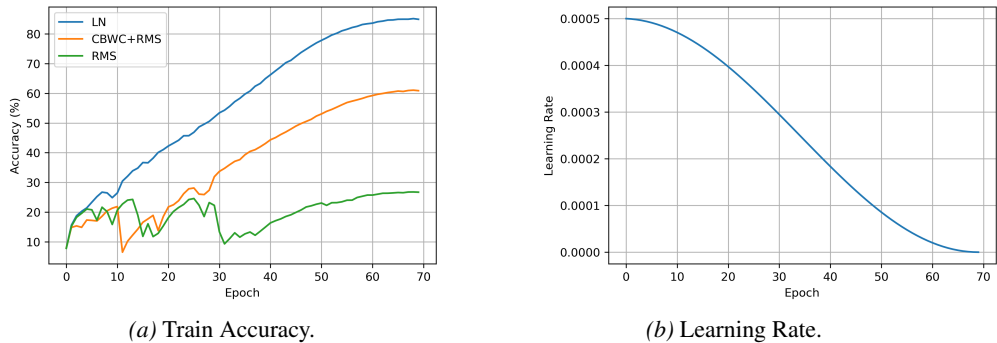 LN
CBWC+RMS
RMS
80
70
60
50
40
30
20
10
Accuracy (%)
0 10 20 30 40 50 60 70
Epoch
(a) Train Accuracy.
0.0005
0.0004
0.0003
0.0002
0.0001
0.0000
Learning Rate
0 10 20 30 40 50 60 70
Epoch
(b) Learning Rate.